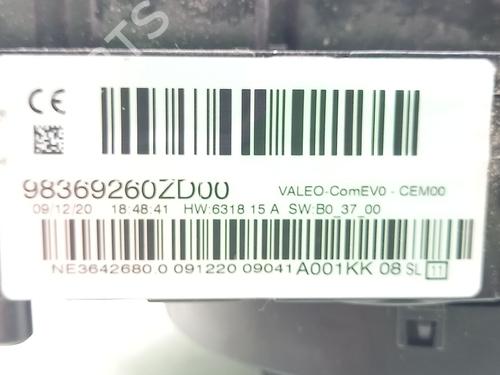 PARTS
CE
98369260ZD00 VALEO-ComEV0 - CEM00
09/12/20 18:48:41 HW:6318 15 A SW:B0_37_00
NE3642680.0 091220 09041 A001KK 08 SL 11